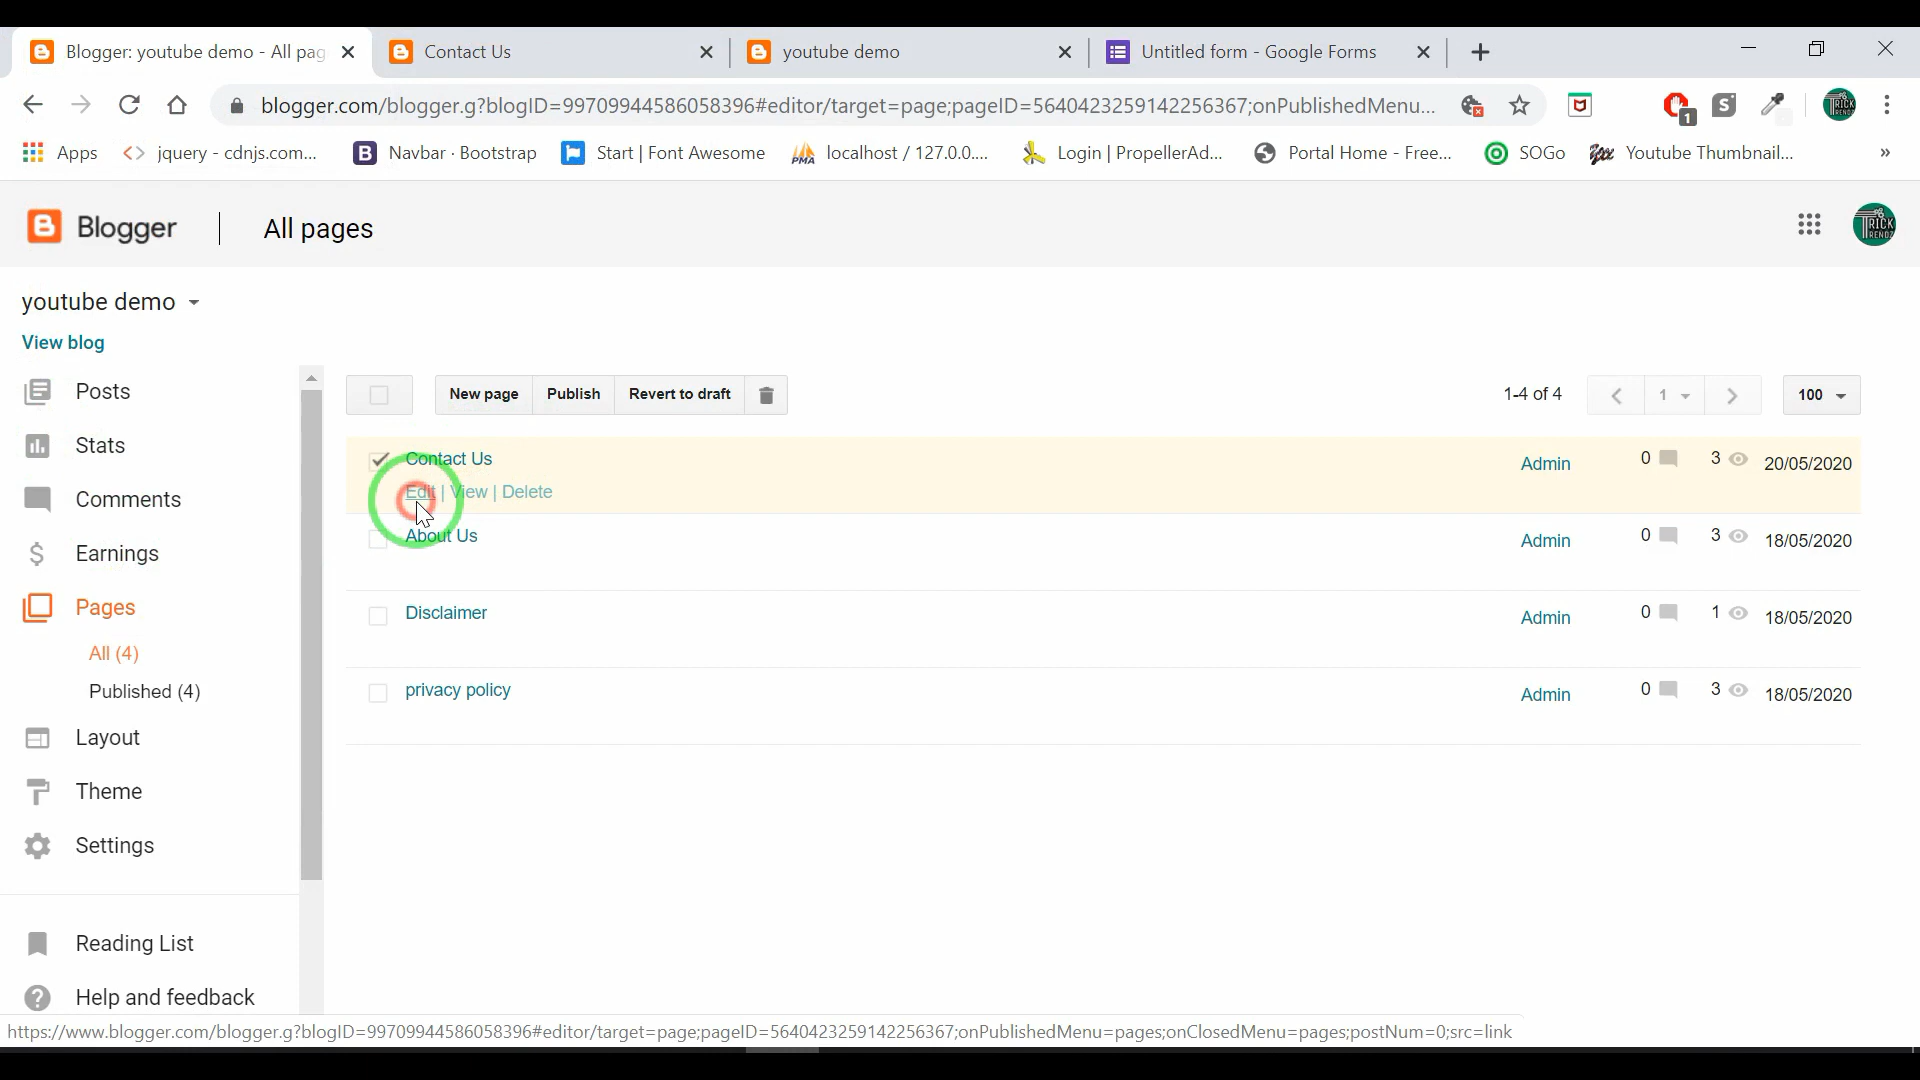 Blogger: youtube demo - All pag
Contact Us
youtube demo
Untitled form - Google Forms
blogger.com/blogger.g?blogID=99709944586058396#editor/target=page;pageID=5640423259142256367;onPublishedMenu...
1
Apps
jquery - cdnjs.com...
Navbar · Bootstrap
Start | Font Awesome
localhost / 127.0.0....
Login | PropellerAd...
Portal Home - Free...
SOGo
Youtube Thumbnail...
»
Blogger
All pages
TRICK
youtube demo
View blog
Posts
Stats
Comments
Earnings
Pages
All (4)
Published (4)
Layout
Theme
Settings
Reading List
Help and feedback
New page
Publish
Revert to draft
1-4 of 4
1
100
Contact Us
Edit | View | Delete
Admin
0
3
20/05/2020
About Us
Admin
0
3
18/05/2020
Disclaimer
Admin
0
1
18/05/2020
privacy policy
Admin
0
3
18/05/2020
https://www.blogger.com/blogger.g?blogID=99709944586058396#editor/target=page;pageID=5640423259142256367;onPublishedMenu=pages;onClosedMenu=pages;postNum=0;src=link